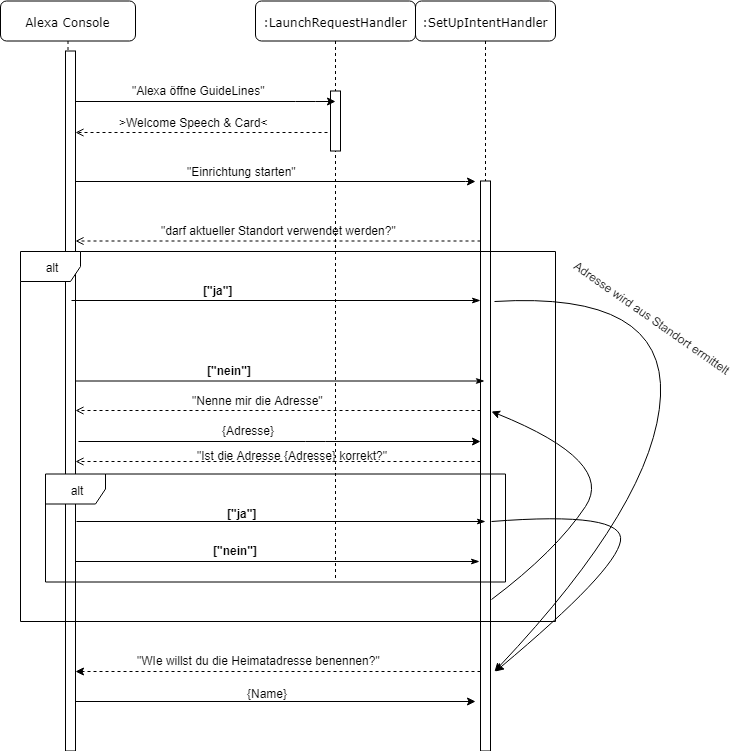 Alexa Console
:LaunchRequestHandler
:SetUpIntentHandler
"Alexa öffne GuideLines"
>Welcome Speech & Card<
"Einrichtung starten"
"darf aktueller Standort verwendet werden?"
alt
Adresse wird aus Standort ermittelt
["ja"]
["nein"]
"Nenne mir die Adresse"
{Adresse}
"Ist die Adresse {Adresse} korrekt?"
alt
["ja"]
["nein"]
"WIe willst du die Heimatadresse benennen?"
{Name}